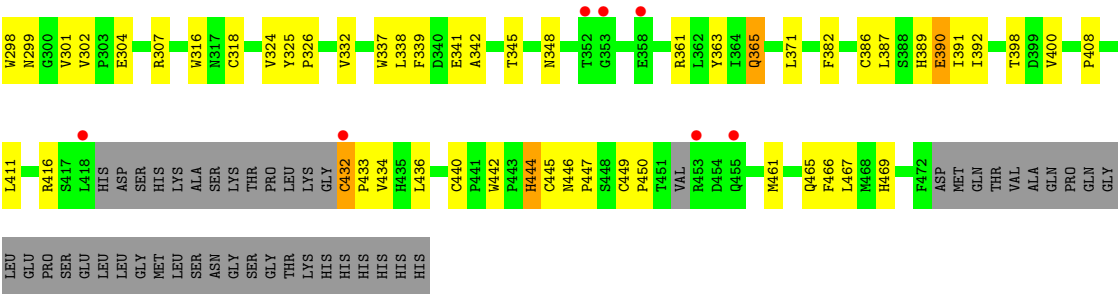 W298 N299 G300 V301 V302 P303 E304 R307 W316 N317 C318 V324 Y325 P326 V332 W337 L338 F339 D340 E341 A342 T345 N348 T352 G353 E358 R361 L362 Y363 I364 Q365 L371 F382 C386 L387 S388 H389 E390 I391 I392 T398 D399 V400 P408
L411 R416 S417 L418 HIS ASP SER HIS LYS ALA SER LYS THR PRO LEU LYS GLY C432 P433 V434 H435 L436 C440 P441 W442 P443 H444 C445 N446 P447 S448 C449 P450 T451 VAL R453 D454 Q455 M461 Q465 F466 L467 M468 H469 F472 ASP MET GLN THR VAL ALA GLN PRO GLN GLY
LEU GLU PRO SER GLU LEU LEU GLY MET LEU SER ASN GLY SER GLY THR LYS HIS HIS HIS HIS HIS HIS